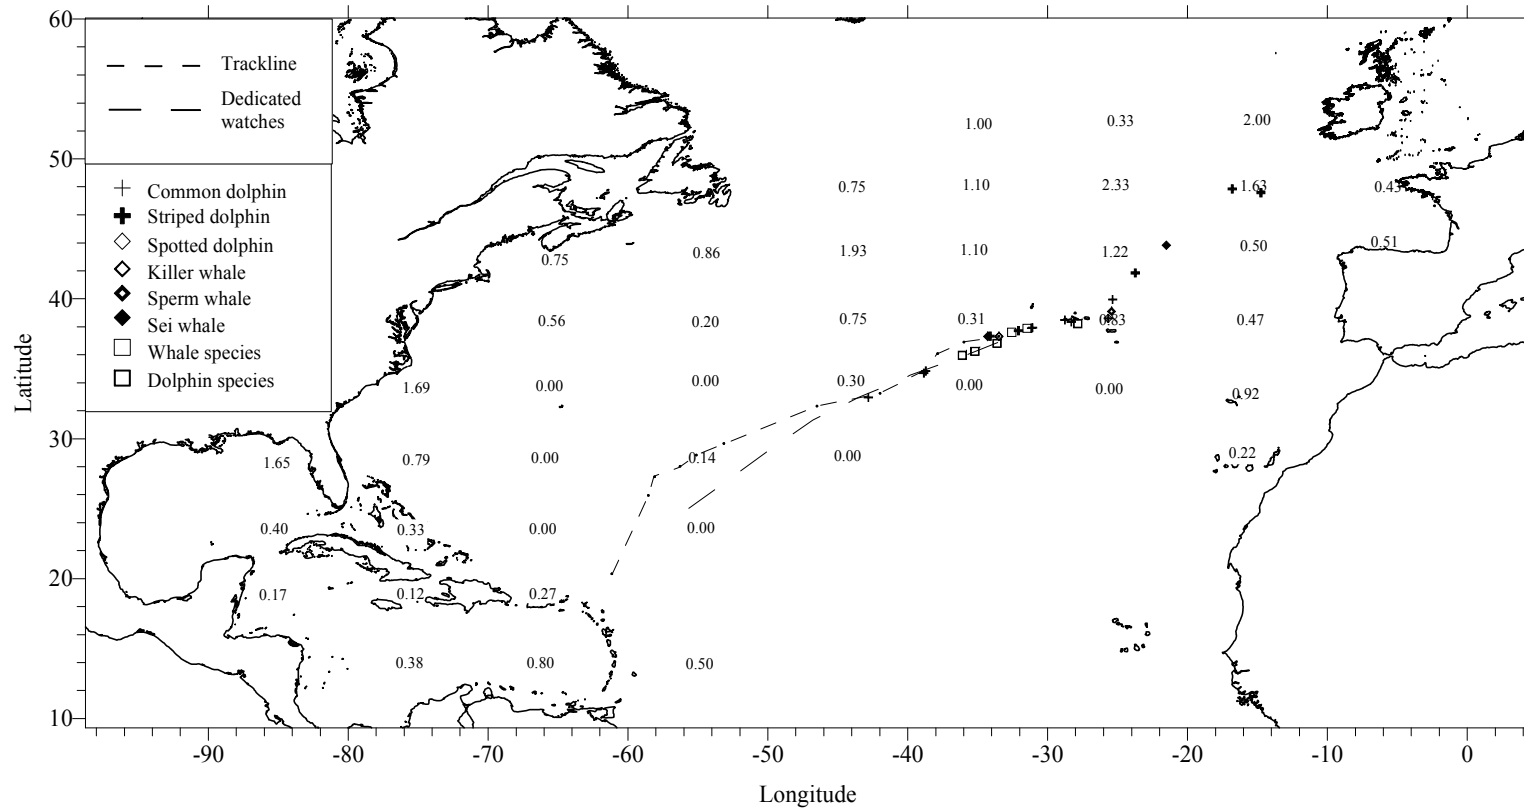 60
Trackline
Dedicated
watches
1.00 0.33 2.00
50
Common dolphin
Striped dolphin
Spotted dolphin
Killer whale
Sperm whale
Sei whale
Whale species
Dolphin species
0.75 1.10 2.33 1.63 0.43
0.75 0.86 1.93 1.10 1.22 0.50 0.51
40
0.56 0.20 0.75 0.31 0.83 0.47
Latitude
1.69 0.00 0.00 0.30 0.00 0.00 0.92
30
1.65 0.79 0.00 0.14 0.00 0.22
0.40 0.33 0.00 0.00
20
0.17 0.12 0.27
0.38 0.80 0.50
10
-90 -80 -70 -60 -50 -40 -30 -20 -10 0
Longitude